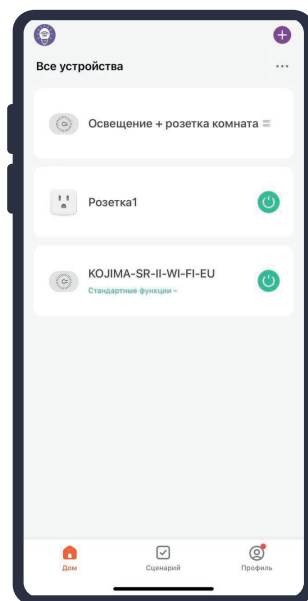 Все устройства
Освещение + розетка комната
Розетка1
KOJIMA-SR-II-WI-FI-EU
Стандартные функции
Дом
Сценарий
Профиль